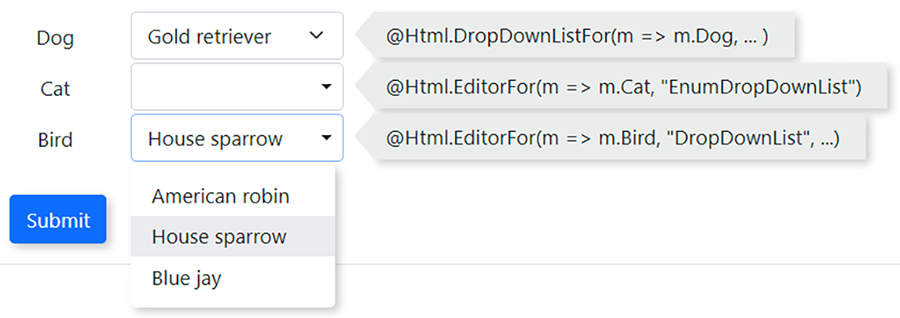 Dog
Gold retriever
@Html.DropDownListFor(m => m.Dog, ... )
Cat
@Html.EditorFor(m => m.Cat, "EnumDropDownList")
Bird
House sparrow
@Html.EditorFor(m => m.Bird, "DropDownList", ...)
American robin
Submit
House sparrow
Blue jay